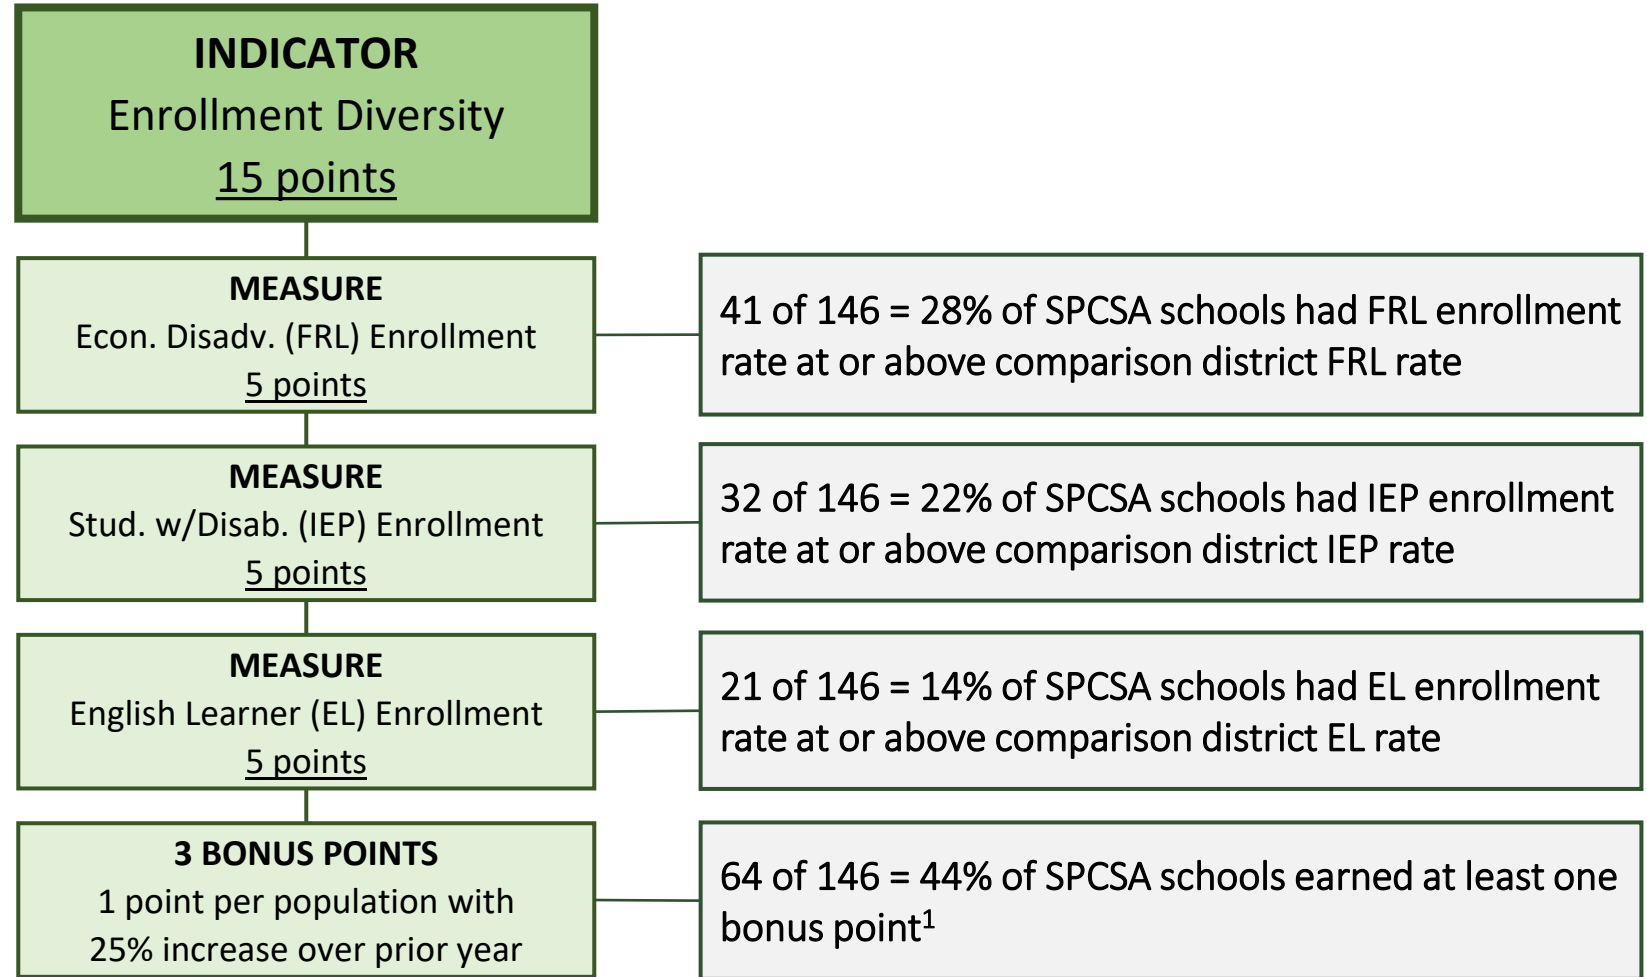 INDICATOR
Enrollment Diversity
15 points
MEASURE
Econ. Disadv. (FRL) Enrollment
5 points
41 of 146 = 28% of SPCSA schools had FRL enrollment
rate at or above comparison district FRL rate
MEASURE
Stud. w/Disab. (IEP) Enrollment
5 points
32 of 146 = 22% of SPCSA schools had IEP enrollment
rate at or above comparison district IEP rate
MEASURE
English Learner (EL) Enrollment
5 points
21 of 146 = 14% of SPCSA schools had EL enrollment
rate at or above comparison district EL rate
3 BONUS POINTS
1 point per population with
25% increase over prior year
64 of 146 = 44% of SPCSA schools earned at least one
bonus point¹